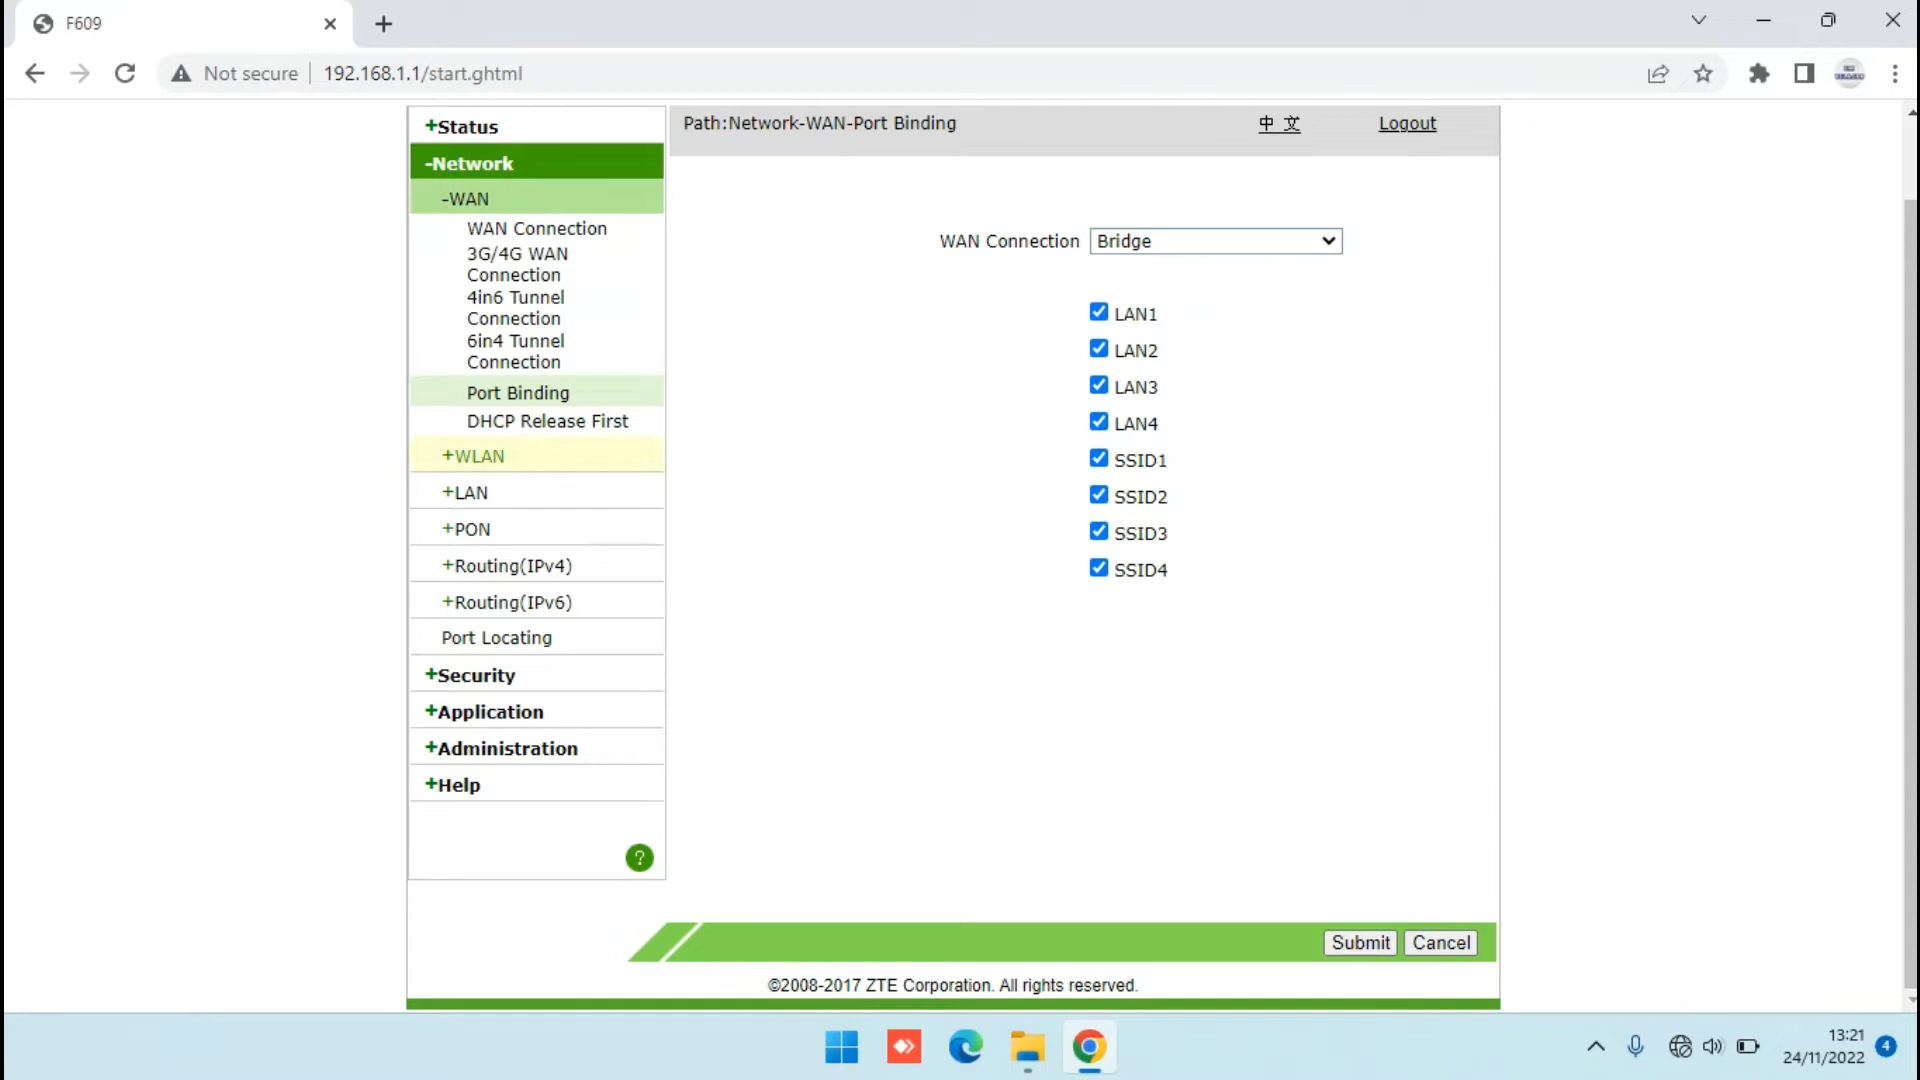 F609
Not secure
192.168.1.1/start.ghtml
+Status
-Network
-WAN
WAN Connection
3G/4G WAN
Connection
4in6 Tunnel
Connection
6in4 Tunnel
Connection
Port Binding
DHCP Release First
+WLAN
+LAN
+PON
+Routing(IPv4)
+Routing(IPv6)
Port Locating
+Security
+Application
+Administration
+Help
?
Path:Network-WAN-Port Binding
中 文
Logout
WAN Connection
Bridge
LAN1
LAN2
LAN3
LAN4
SSID1
SSID2
SSID3
SSID4
Submit
Cancel
©2008-2017 ZTE Corporation. All rights reserved.
13:21
24/11/2022
4